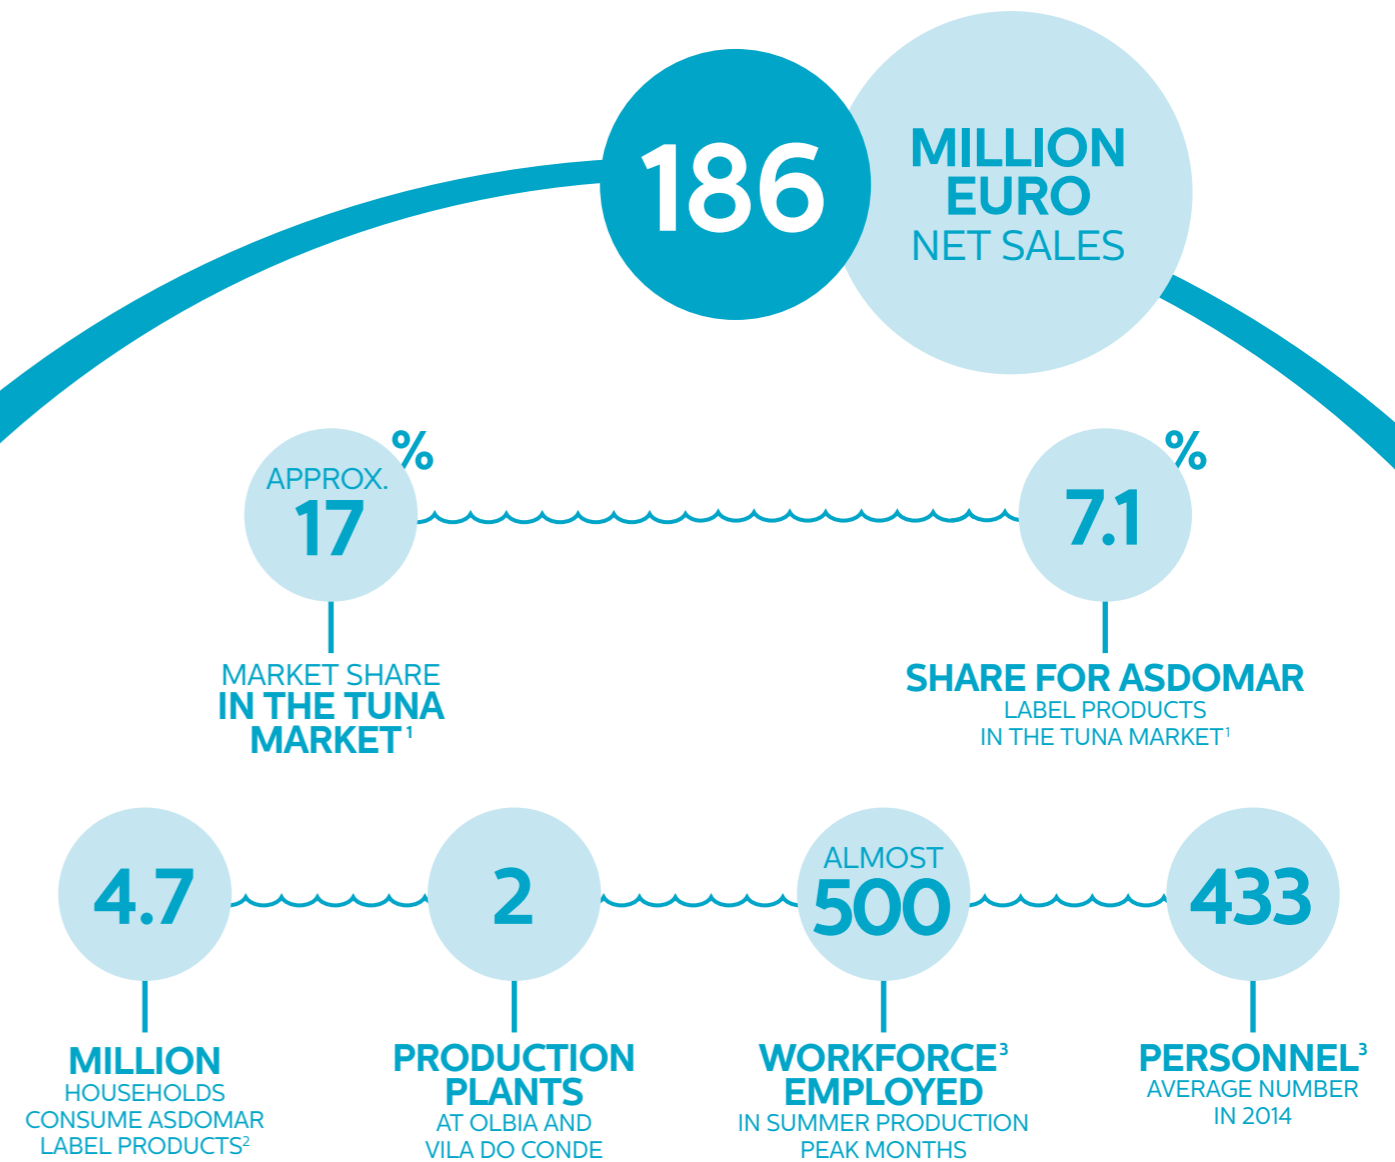 186
MILLION
EURO
NET SALES
APPROX.
17 %
MARKET SHARE
IN THE TUNA
MARKET¹
7.1 %
SHARE FOR ASDOMAR
LABEL PRODUCTS
IN THE TUNA MARKET¹
4.7
MILLION
HOUSEHOLDS
CONSUME ASDOMAR
LABEL PRODUCTS²
2
PRODUCTION
PLANTS
AT OLBIA AND
VILA DO CONDE
ALMOST
500
WORKFORCE³
EMPLOYED
IN SUMMER PRODUCTION
PEAK MONTHS
433
PERSONNEL³
AVERAGE NUMBER
IN 2014